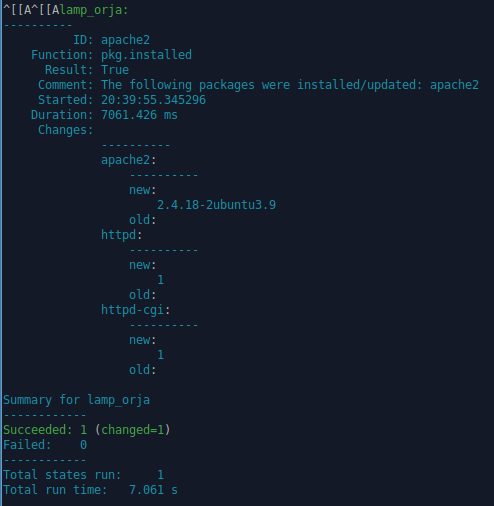 ^[[A^[[Alamp_orja:
----------
          ID: apache2
    Function: pkg.installed
      Result: True
     Comment: The following packages were installed/updated: apache2
     Started: 20:39:55.345296
    Duration: 7061.426 ms
     Changes:
              ----------
              apache2:
                  ----------
                  new:
                      2.4.18-2ubuntu3.9
                  old:
              httpd:
                  ----------
                  new:
                      1
                  old:
              httpd-cgi:
                  ----------
                  new:
                      1
                  old:

Summary for lamp_orja
------------
Succeeded: 1 (changed=1)
Failed:    0
------------
Total states run:     1
Total run time:   7.061 s